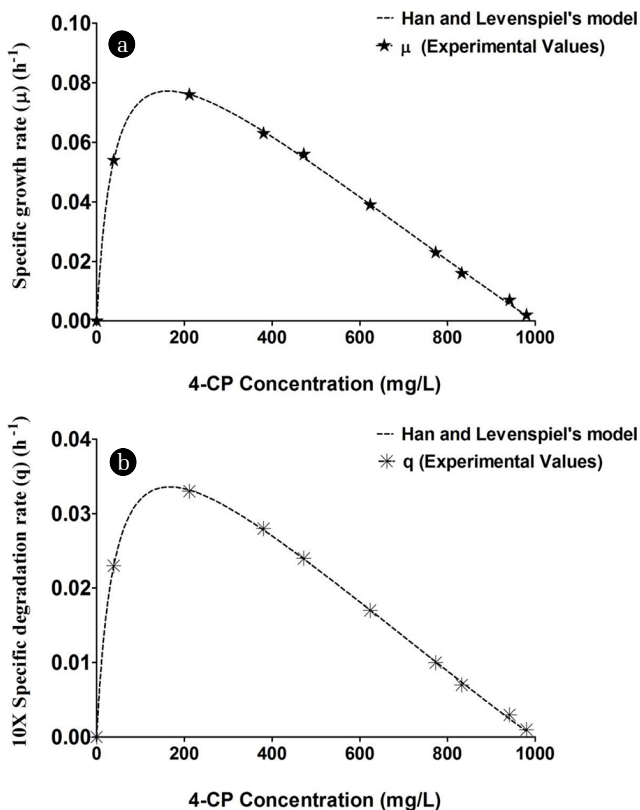 a
Han and Levenspiel's model
μ (Experimental Values)
Specific growth rate (μ) (h⁻¹)
0.10
0.08
0.06
0.04
0.02
0.00
0
200
400
600
800
1000
4-CP Concentration (mg/L)
b
Han and Levenspiel's model
q (Experimental Values)
10X Specific degradation rate (q) (h⁻¹)
0.04
0.03
0.02
0.01
0.00
0
200
400
600
800
1000
4-CP Concentration (mg/L)